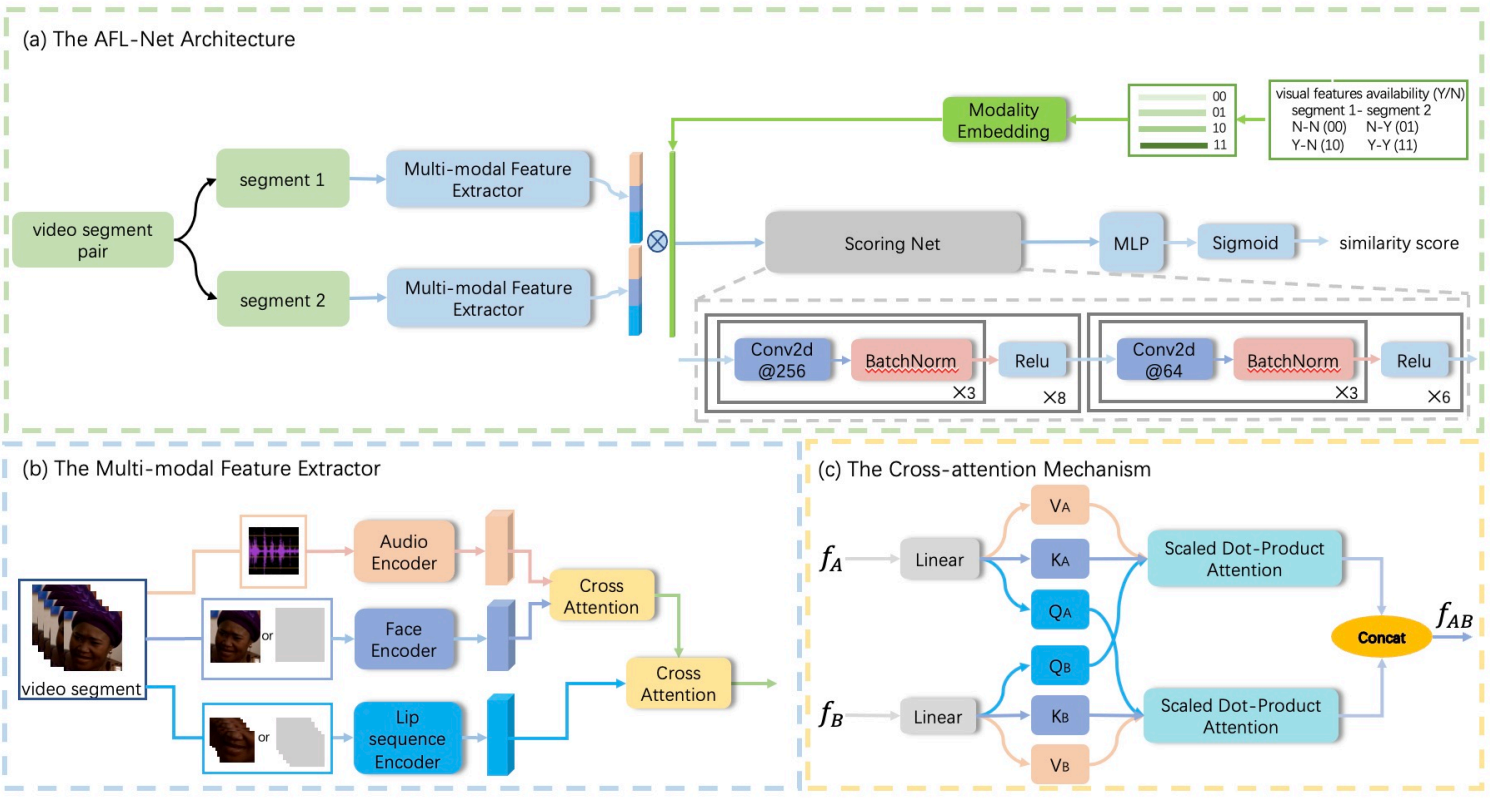 (a) The AFL-Net Architecture
visual features availability (Y/N)
segment 1- segment 2
N-N (00) N-Y (01)
Y-N (10) Y-Y (11)
00
01
10
11
Modality
Embedding
video segment
pair
segment 1
Multi-modal Feature
Extractor
segment 2
Multi-modal Feature
Extractor
Scoring Net
MLP
Sigmoid
similarity score
Conv2d
@256
BatchNorm
×3
Relu
×8
Conv2d
@64
BatchNorm
×3
Relu
×6
(b) The Multi-modal Feature Extractor
video segment
or
or
Audio
Encoder
Face
Encoder
Lip
sequence
Encoder
Cross
Attention
Cross
Attention
(c) The Cross-attention Mechanism
fA
Linear
VA
KA
QA
fB
Linear
QB
KB
VB
Scaled Dot-Product
Attention
Scaled Dot-Product
Attention
Concat
fAB